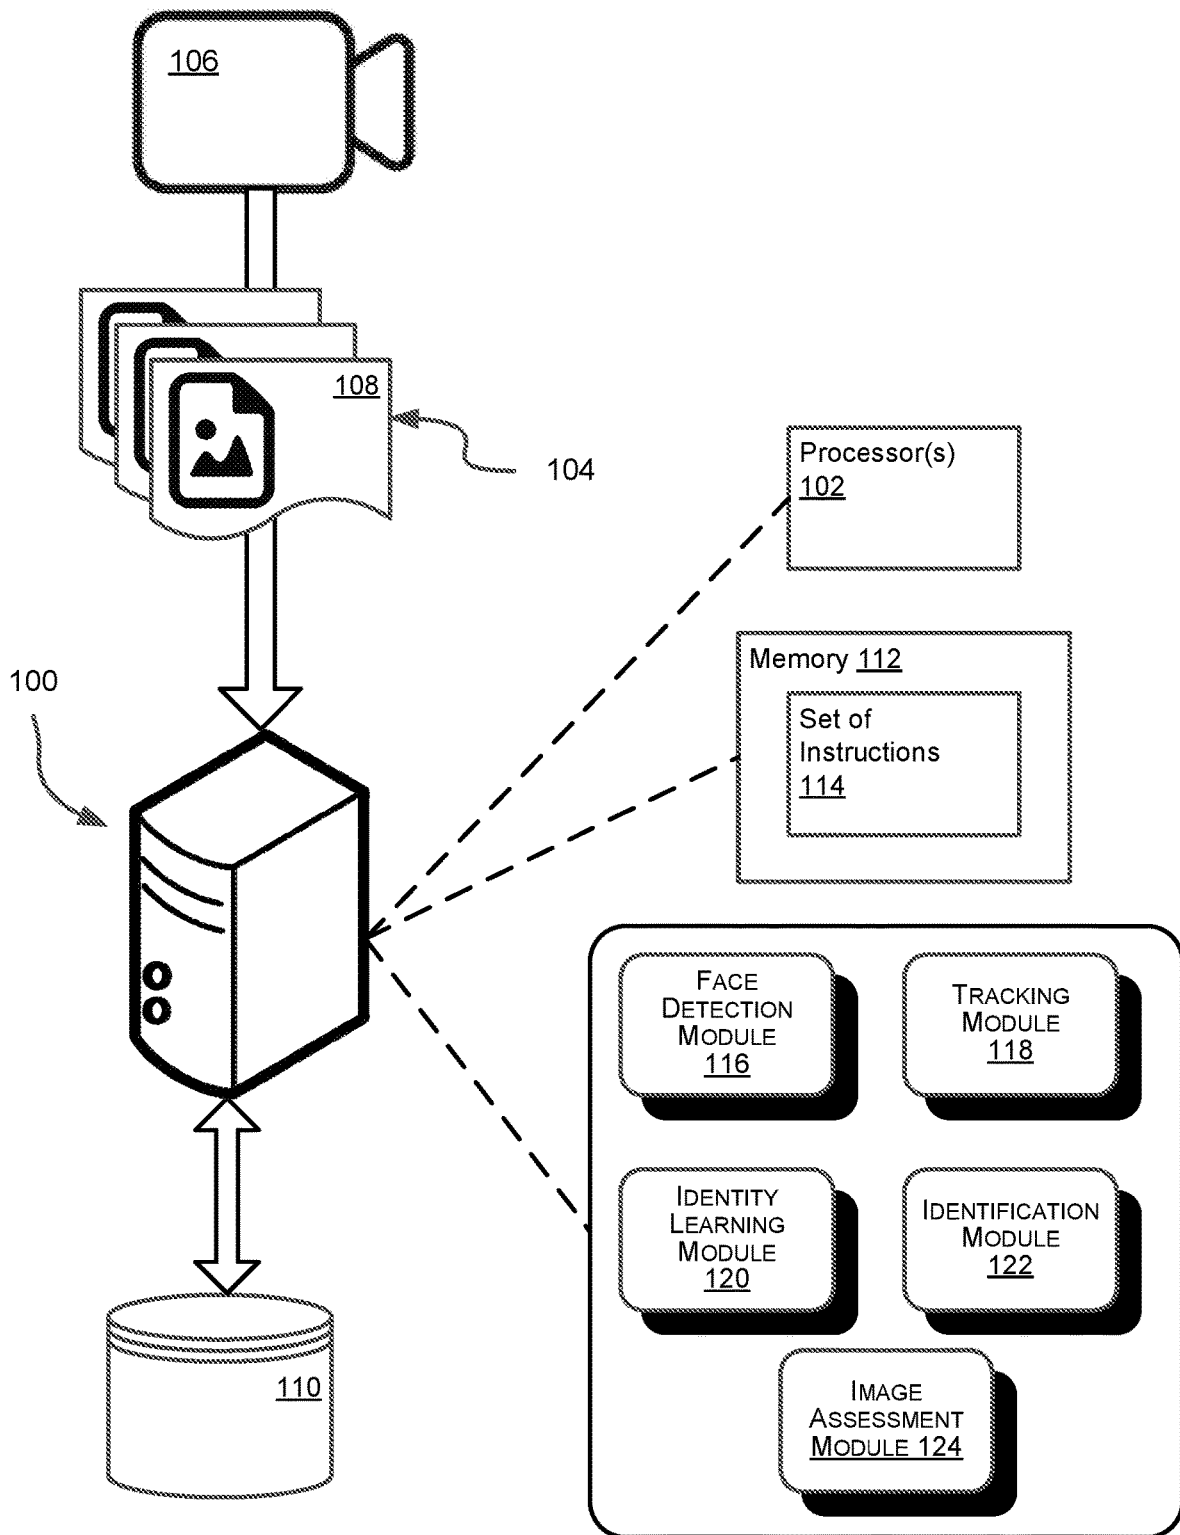 106
108
104
Processor(s)
102
Memory 112
Set of
Instructions
114
100
FACE
DETECTION
MODULE
116
TRACKING
MODULE
118
IDENTITY
LEARNING
MODULE
120
IDENTIFICATION
MODULE
122
IMAGE
ASSESSMENT
MODULE 124
110